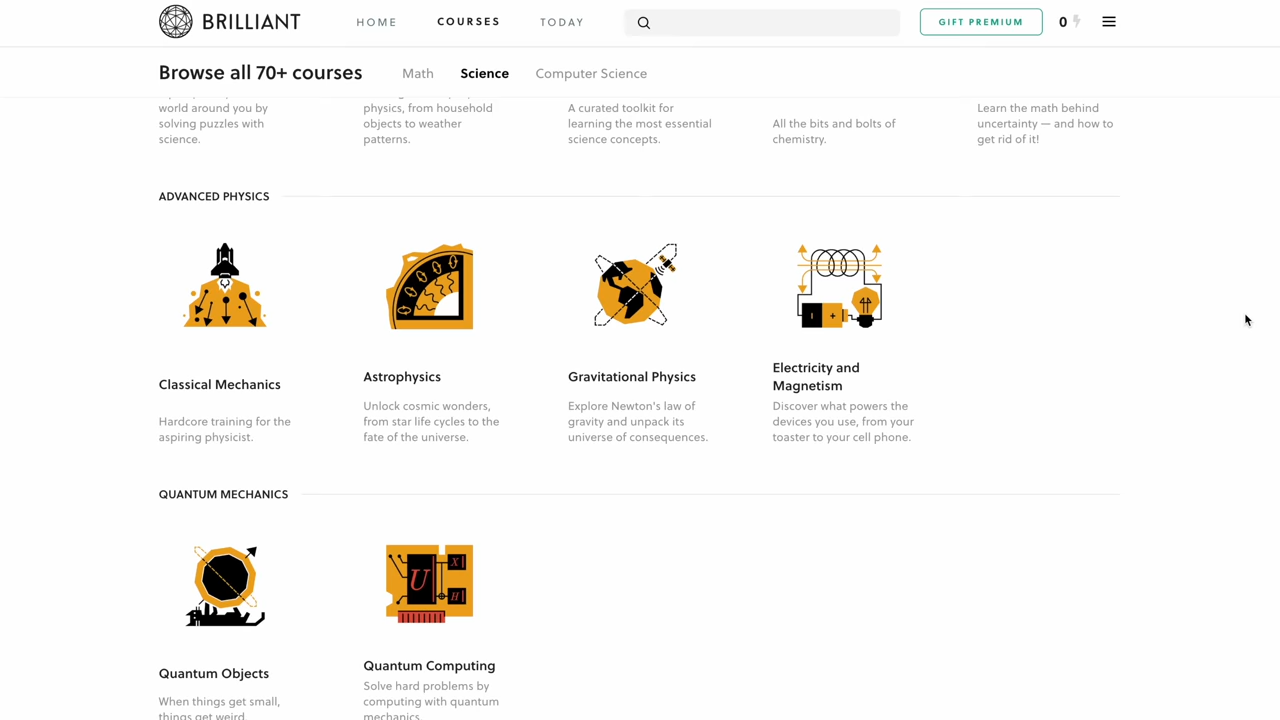 BRILLIANT
HOME
COURSES
TODAY
GIFT PREMIUM
0
Browse all 70+ courses
Math
Science
Computer Science
world around you by
solving puzzles with
science.
physics, from household
objects to weather
patterns.
A curated toolkit for
learning the most essential
science concepts.
All the bits and bolts of
chemistry.
Learn the math behind
uncertainty — and how to
get rid of it!
ADVANCED PHYSICS
Classical Mechanics
Hardcore training for the
aspiring physicist.
Astrophysics
Unlock cosmic wonders,
from star life cycles to the
fate of the universe.
Gravitational Physics
Explore Newton's law of
gravity and unpack its
universe of consequences.
Electricity and
Magnetism
Discover what powers the
devices you use, from your
toaster to your cell phone.
QUANTUM MECHANICS
U
X
H
Quantum Objects
When things get small,
things get weird.
Quantum Computing
Solve hard problems by
computing with quantum
mechanics.